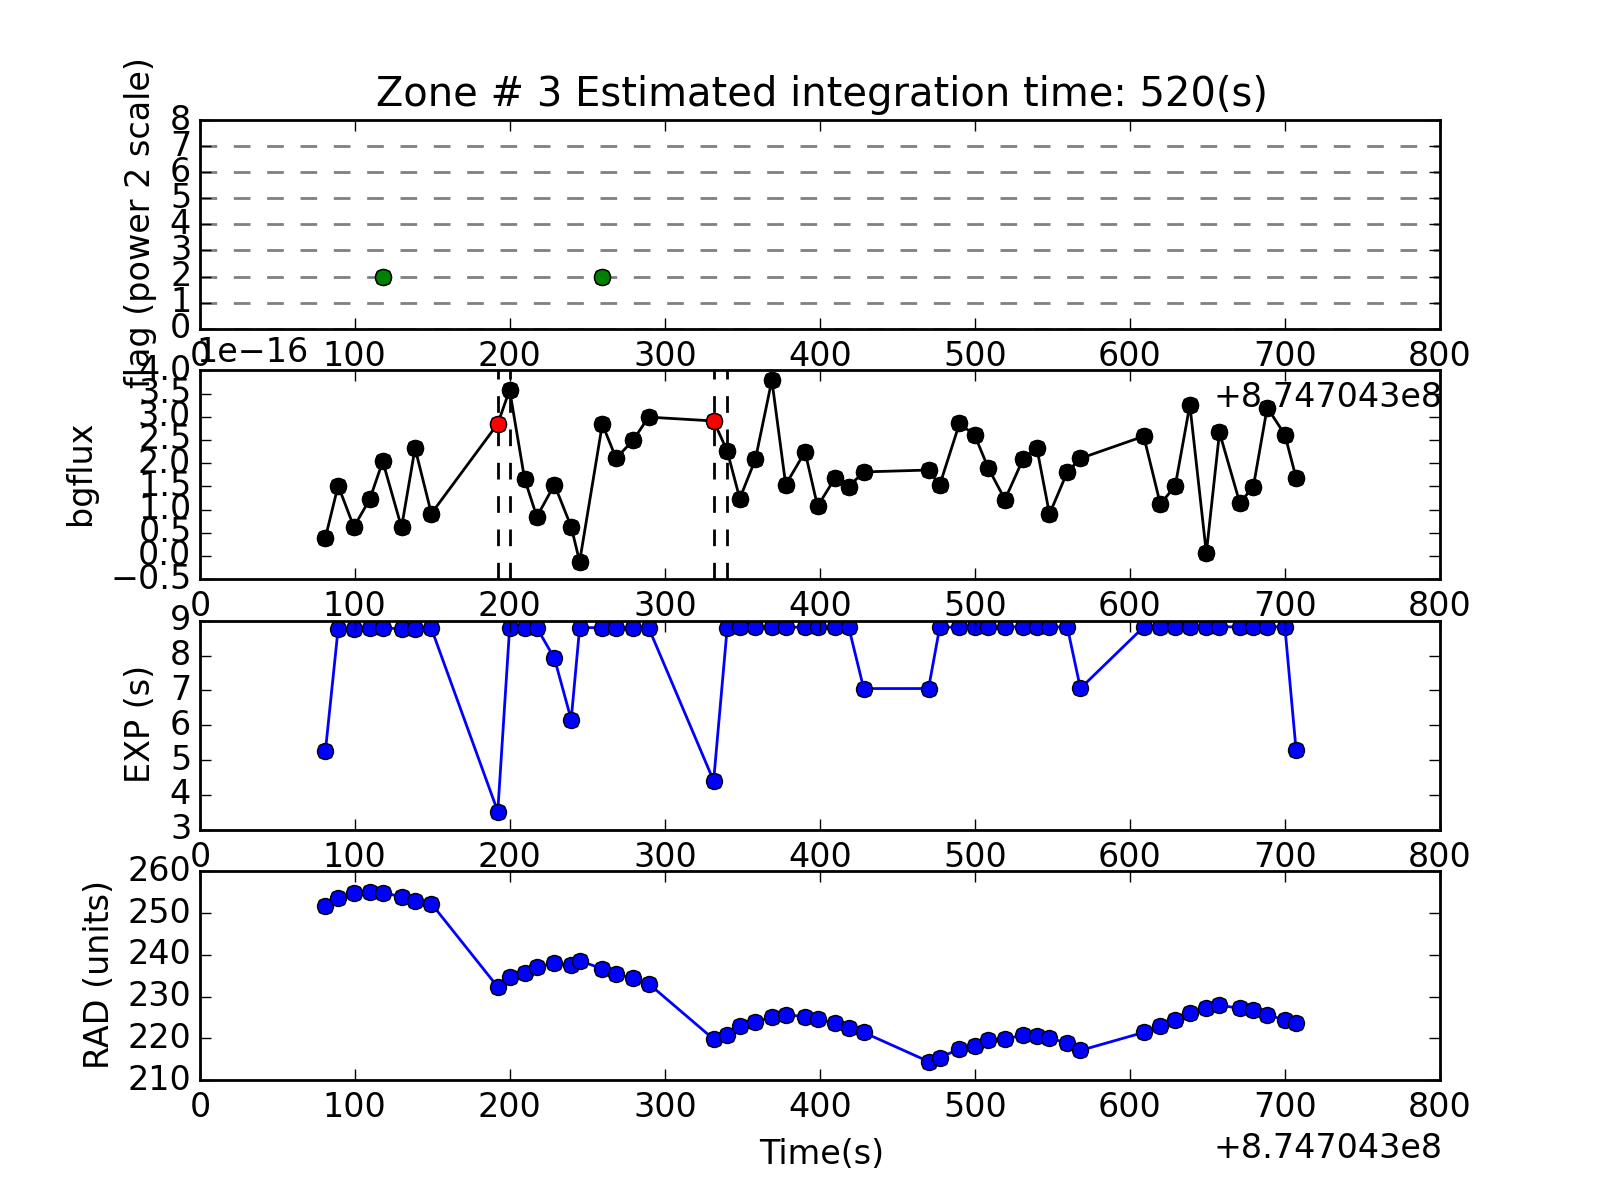 Zone # 3 Estimated integration time: 520(s)
flag (power 2 scale)
8
7
6
5
4
3
2
1
0
0 100 200 300 400 500 600 700 800
+8.747043e8
1e−16
bgflux
4.0
3.5
3.0
2.5
2.0
1.5
1.0
0.5
0.0
−0.5
0 100 200 300 400 500 600 700 800
EXP (s)
9
8
7
6
5
4
3
0 100 200 300 400 500 600 700 800
RAD (units)
260
250
240
230
220
210
0 100 200 300 400 500 600 700 800
Time(s)
+8.747043e8